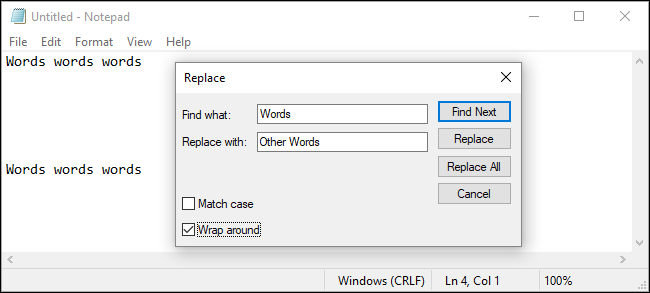 Untitled - Notepad
File Edit Format View Help
Words words words
Words words words
Replace
Find what: Words
Replace with: Other Words
Find Next
Replace
Replace All
Cancel
Match case
Wrap around
Windows (CRLF) Ln 4, Col 1 100%